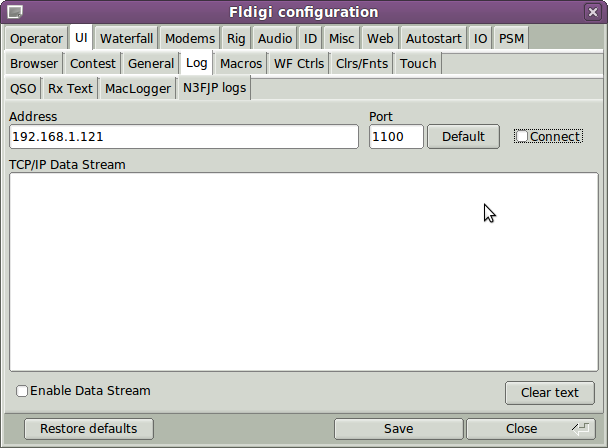 Fldigi configuration
Operator UI Waterfall Modems Rig Audio ID Misc Web Autostart IO PSM
Browser Contest General Log Macros WF Ctrls Clrs/Fnts Touch
QSO Rx Text MacLogger N3FJP logs
Address Port
192.168.1.121 1100 Default Connect
TCP/IP Data Stream
Enable Data Stream Clear text
Restore defaults Save Close